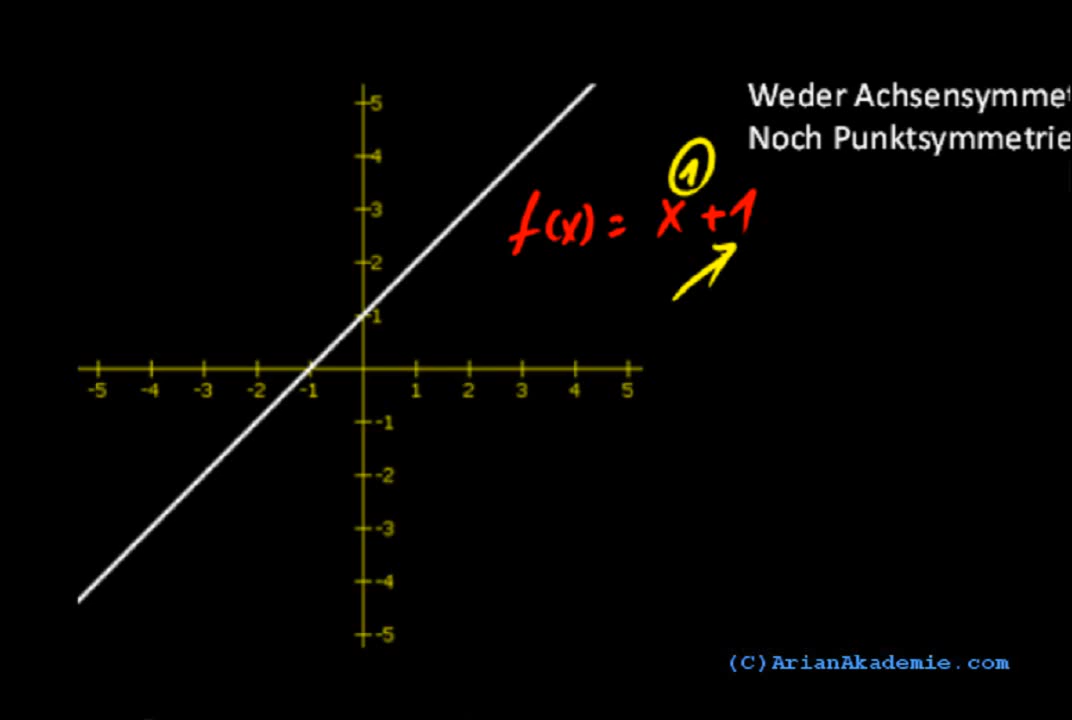 Weder Achsensymmet
Noch Punktsymmetrie
1
f(x) = x + 1
5
4
3
2
1
-5 -4 -3 -2 -1 1 2 3 4 5
-1
-2
-3
-4
-5
(C)ArianAkademie.com